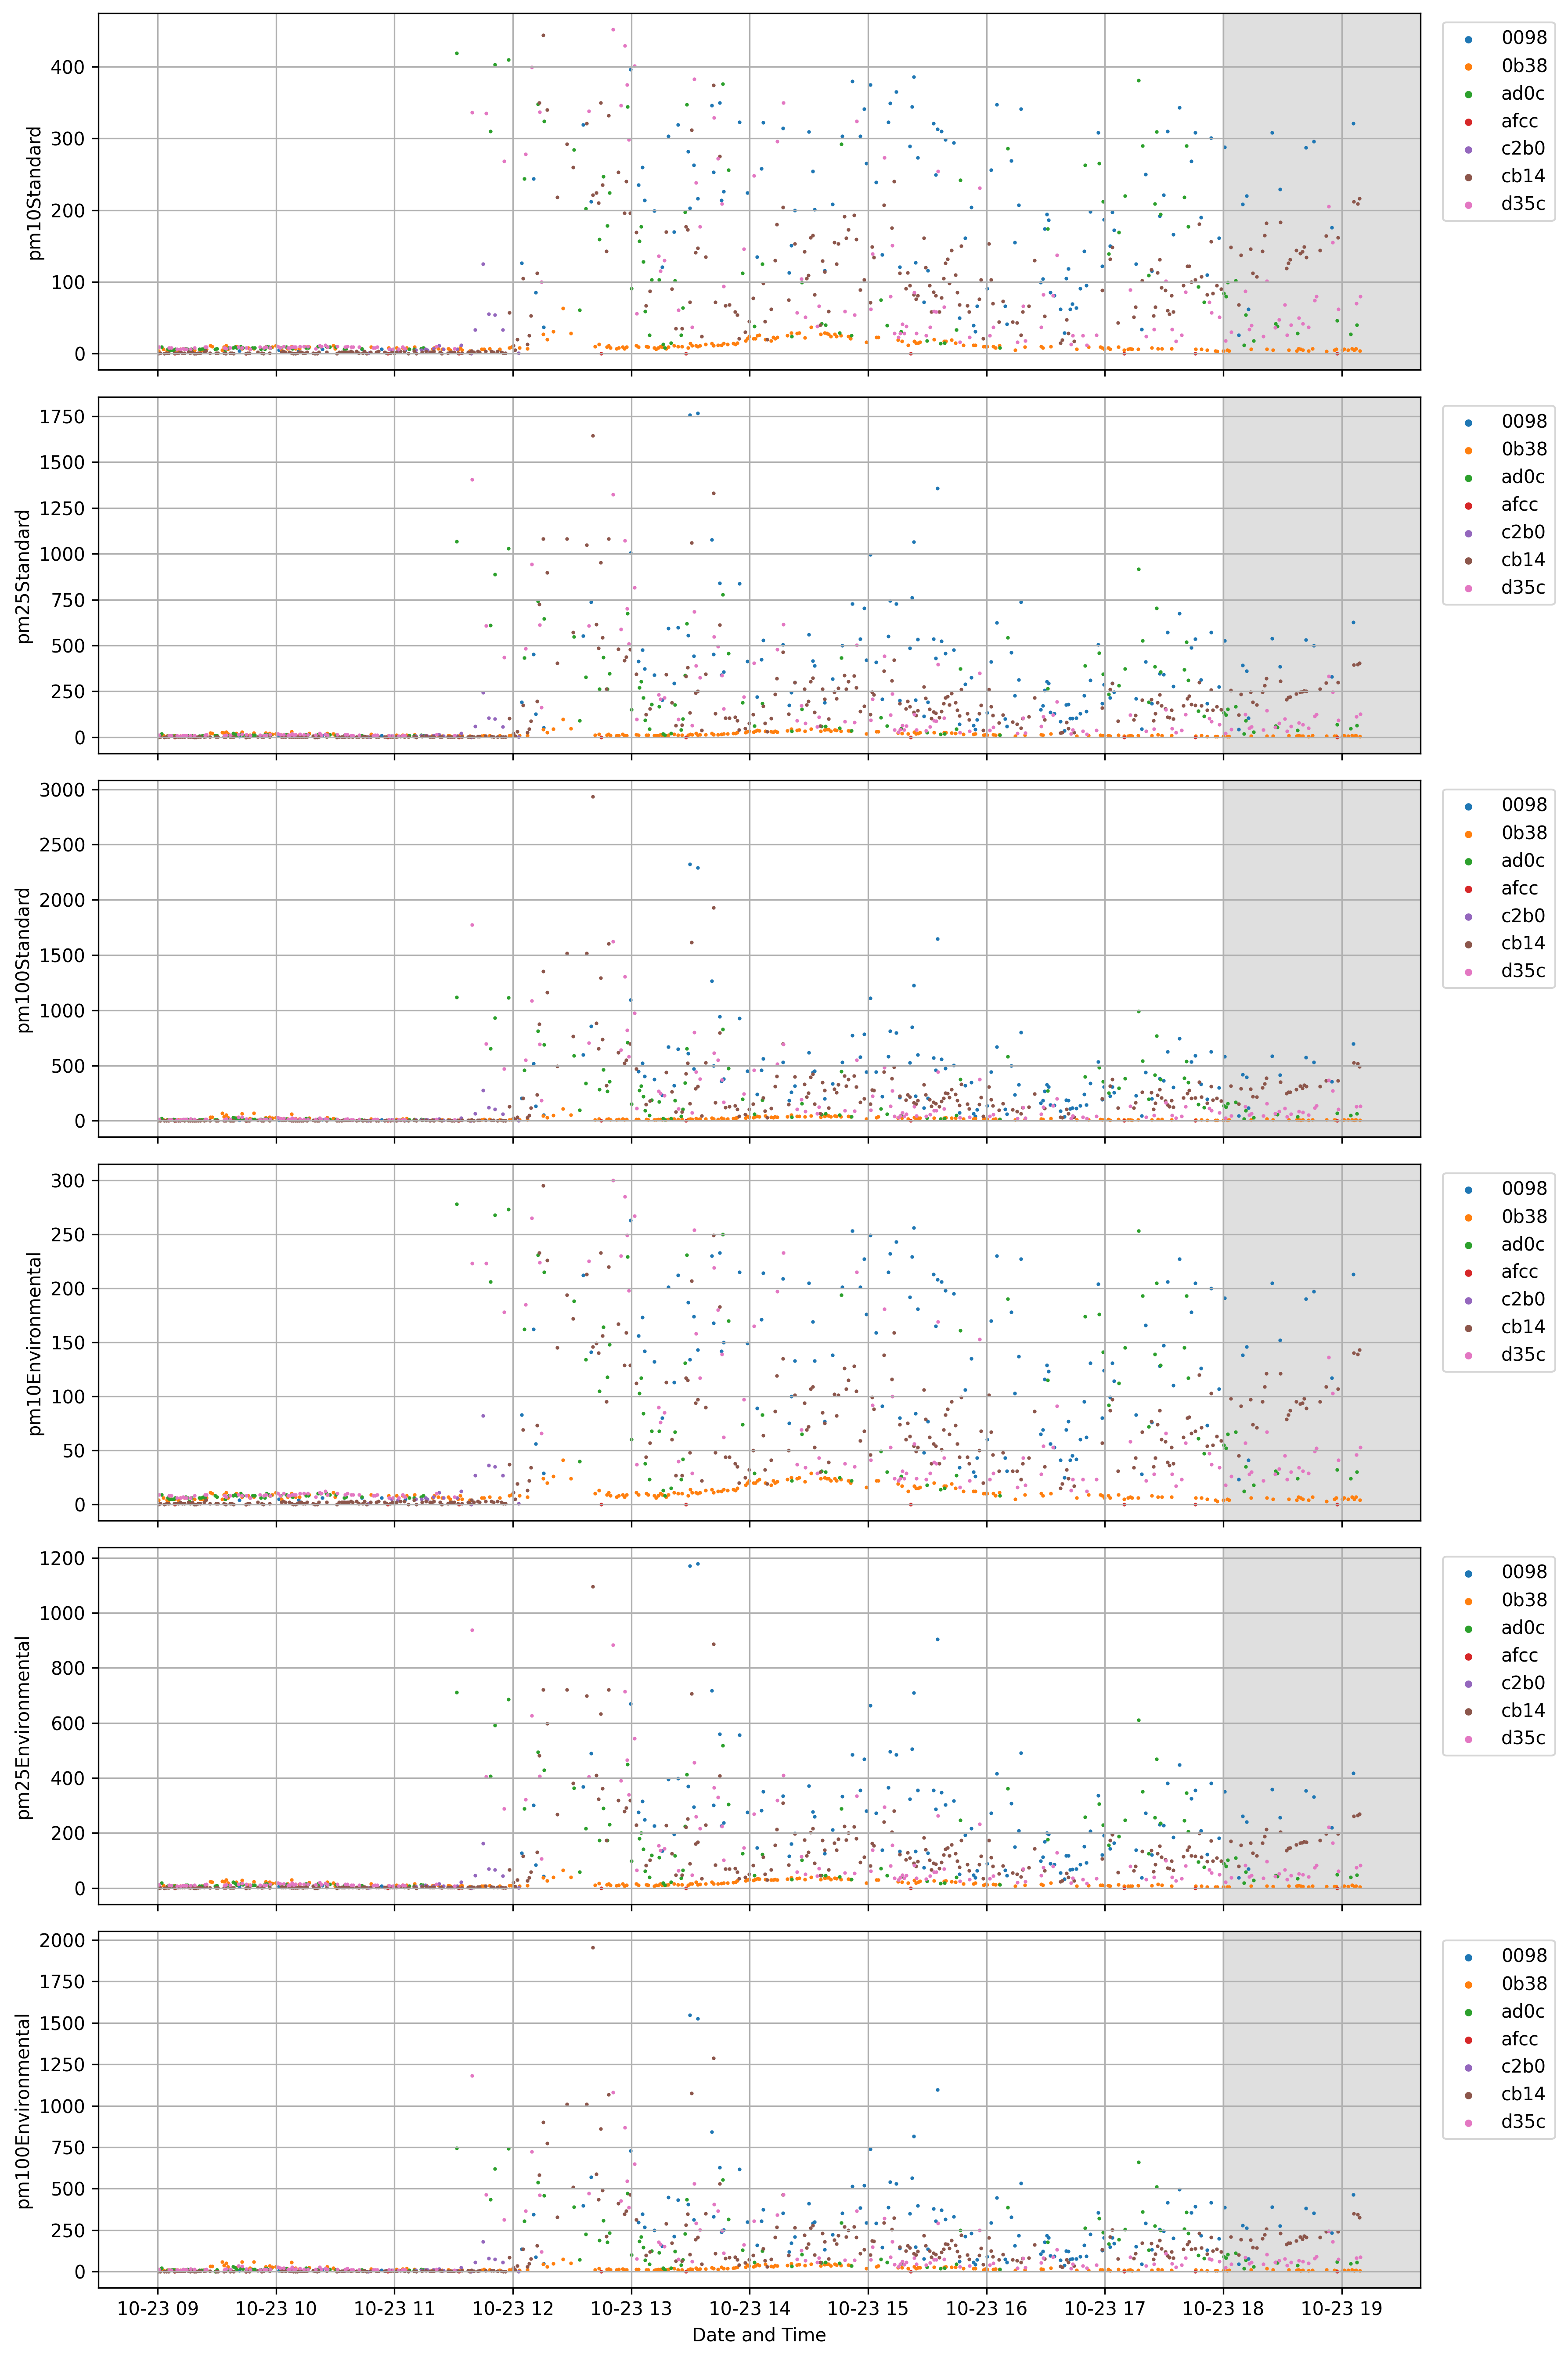 400
300
200
100
0
pm10Standard
0098
0b38
ad0c
afcc
c2b0
cb14
d35c
1750
1500
1250
1000
750
500
250
0
pm25Standard
0098
0b38
ad0c
afcc
c2b0
cb14
d35c
3000
2500
2000
1500
1000
500
0
pm100Standard
0098
0b38
ad0c
afcc
c2b0
cb14
d35c
300
250
200
150
100
50
0
pm10Environmental
0098
0b38
ad0c
afcc
c2b0
cb14
d35c
1200
1000
800
600
400
200
0
pm25Environmental
0098
0b38
ad0c
afcc
c2b0
cb14
d35c
2000
1750
1500
1250
1000
750
500
250
0
pm100Environmental
0098
0b38
ad0c
afcc
c2b0
cb14
d35c
10-23 09 10-23 10 10-23 11 10-23 12 10-23 13 10-23 14 10-23 15 10-23 16 10-23 17 10-23 18 10-23 19
Date and Time